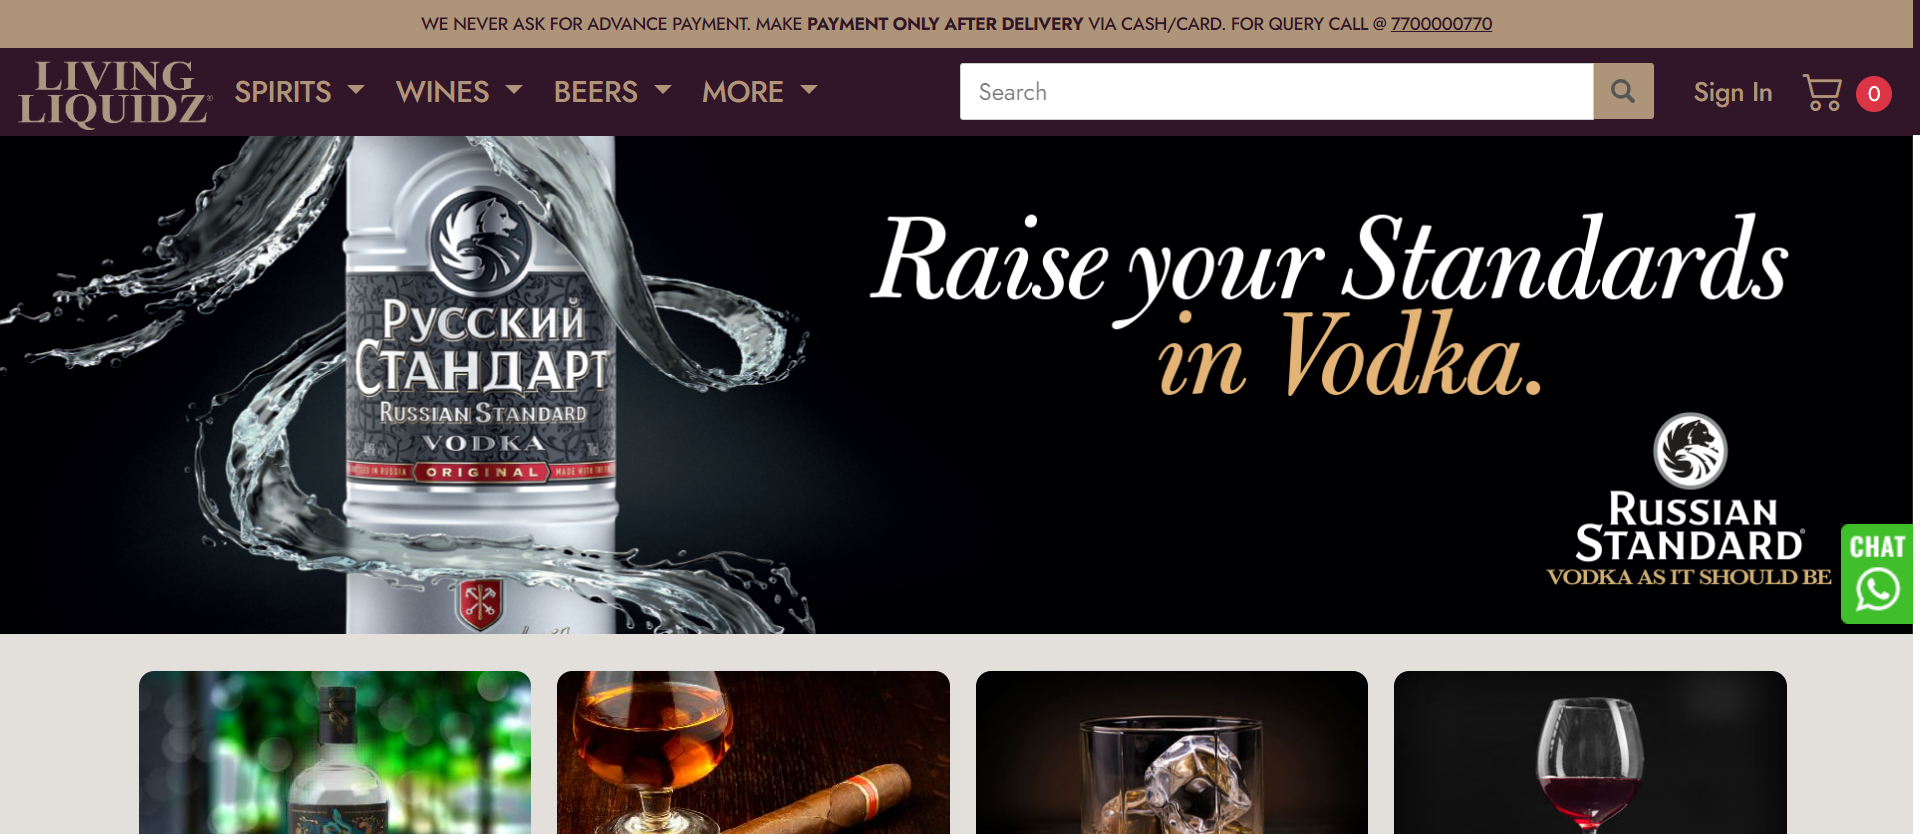 WE NEVER ASK FOR ADVANCE PAYMENT. MAKE PAYMENT ONLY AFTER DELIVERY VIA CASH/CARD. FOR QUERY CALL @ 7700000770
LIVING
LIQUIDZ®
SPIRITS
WINES
BEERS
MORE
Search
Sign In
0
Raise your Standards
in Vodka.
РУССКИЙ
СТАНДАРТ
RUSSIAN STANDARD
VODKA
ORIGINAL
RUSSIAN
STANDARD
VODKA AS IT SHOULD BE
CHAT